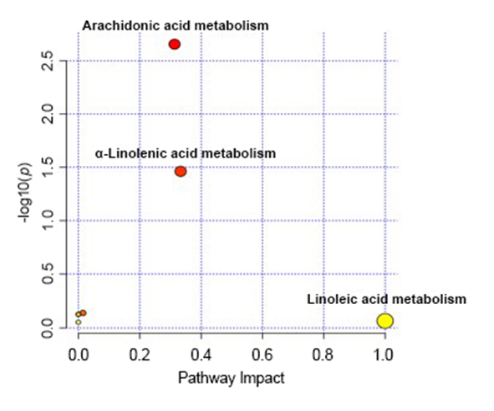 Arachidonic acid metabolism
2.5
2.0
α-Linolenic acid metabolism
1.5
-log10(p)
1.0
0.5
Linoleic acid metabolism
0.0
0.0 0.2 0.4 0.6 0.8 1.0
Pathway Impact